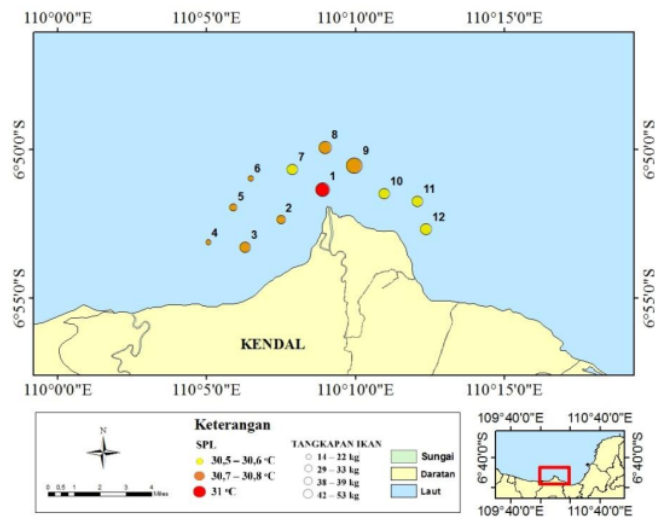 110°0'0"E 110°5'0"E 110°10'0"E 110°15'0"E
6°50'0"S 6°50'0"S
6°55'0"S 6°55'0"S
8
7 9
6 1 10
5 11
2 12
4 3
KENDAL
110°0'0"E 110°5'0"E 110°10'0"E 110°15'0"E
N
0 0,5 1 2 3 4
Miles
Keterangan
SPL
30,5 – 30,6 °C
30,7 – 30,8 °C
31 °C
TANGKAPAN IKAN
14 – 22 kg
29 – 33 kg
38 – 39 kg
42 – 53 kg
Sungai
Daratan
Laut
109°40'0"E 110°40'0"E
6°40'0"S 6°40'0"S
109°40'0"E 110°40'0"E